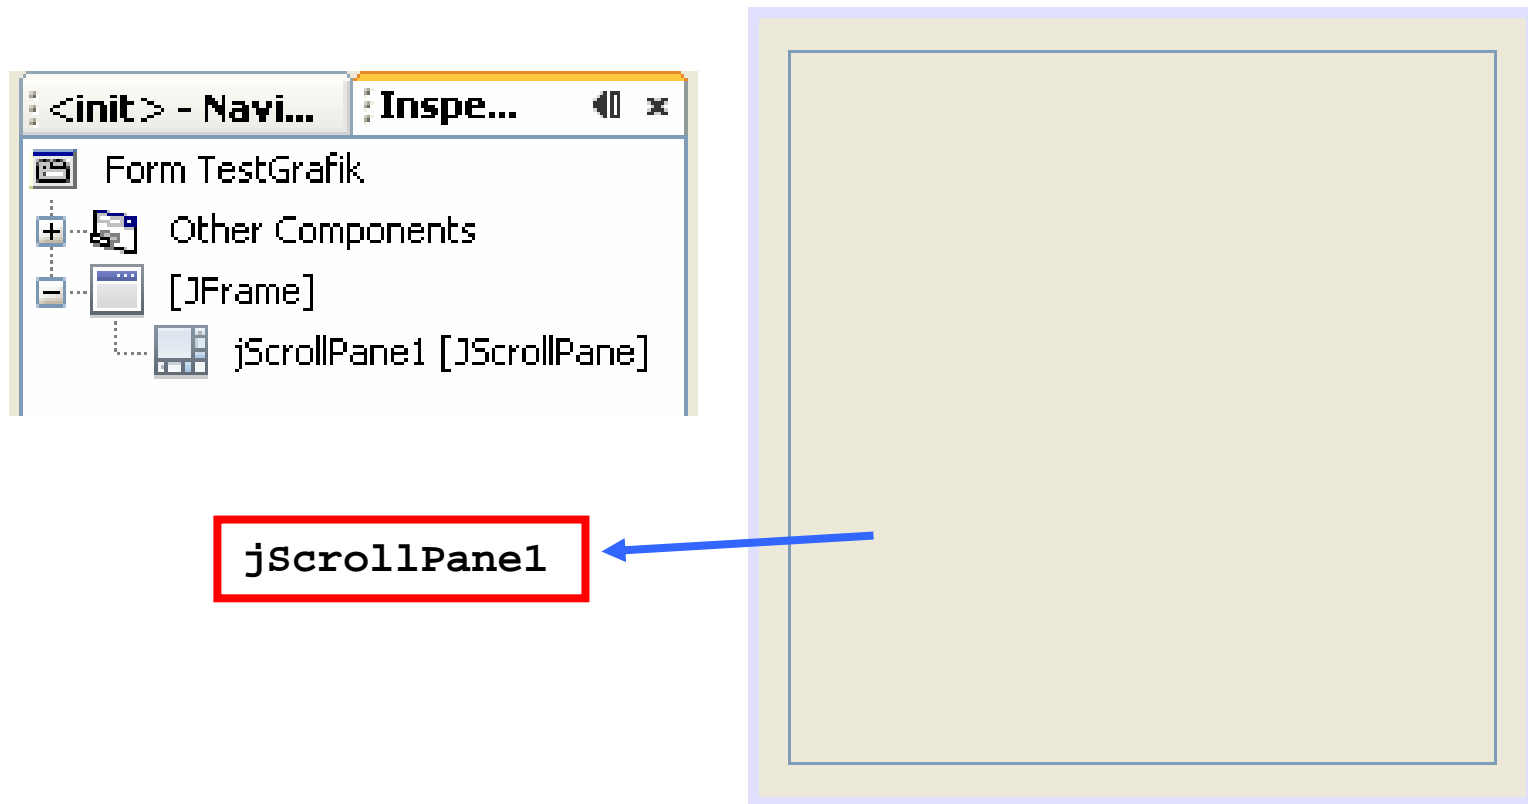 <init> - Navi... Inspe...
Form TestGrafik
Other Components
[JFrame]
jScrollPane1 [JScrollPane]
jScrollPane1